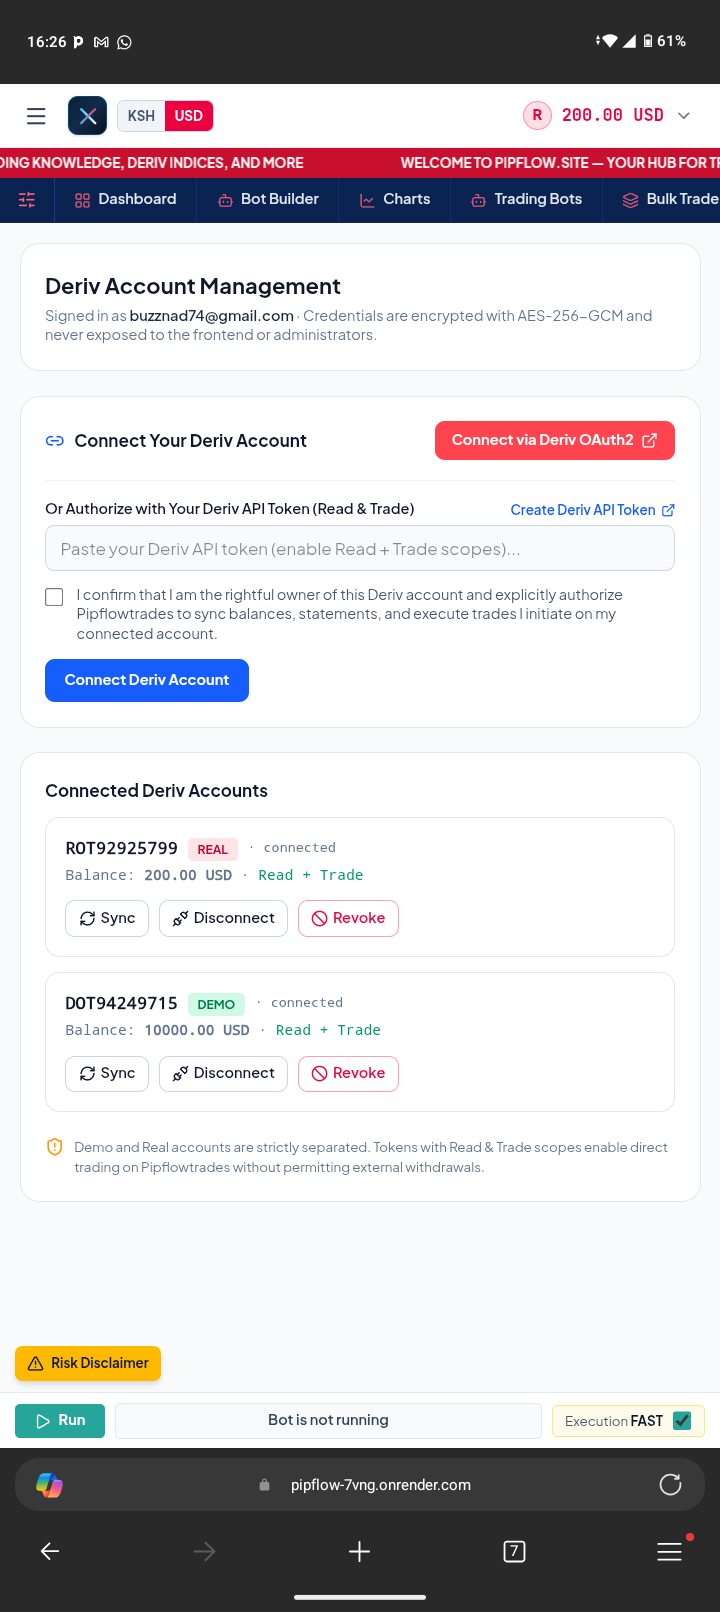 16:26
61%
KSH USD
R 200.00 USD
DING KNOWLEDGE, DERIV INDICES, AND MORE WELCOME TO PIPFLOW.SITE — YOUR HUB FOR TR
Dashboard Bot Builder Charts Trading Bots Bulk Trade
Deriv Account Management
Signed in as buzznad74@gmail.com · Credentials are encrypted with AES-256-GCM and
never exposed to the frontend or administrators.
Connect Your Deriv Account
Connect via Deriv OAuth2
Or Authorize with Your Deriv API Token (Read & Trade)
Create Deriv API Token
Paste your Deriv API token (enable Read + Trade scopes)...
I confirm that I am the rightful owner of this Deriv account and explicitly authorize
Pipflowtrades to sync balances, statements, and execute trades I initiate on my
connected account.
Connect Deriv Account
Connected Deriv Accounts
ROT92925799 REAL · connected
Balance: 200.00 USD · Read + Trade
Sync Disconnect Revoke
DOT94249715 DEMO · connected
Balance: 10000.00 USD · Read + Trade
Sync Disconnect Revoke
Demo and Real accounts are strictly separated. Tokens with Read & Trade scopes enable direct
trading on Pipflowtrades without permitting external withdrawals.
Risk Disclaimer
Run
Bot is not running
Execution FAST
pipflow-7vng.onrender.com
7